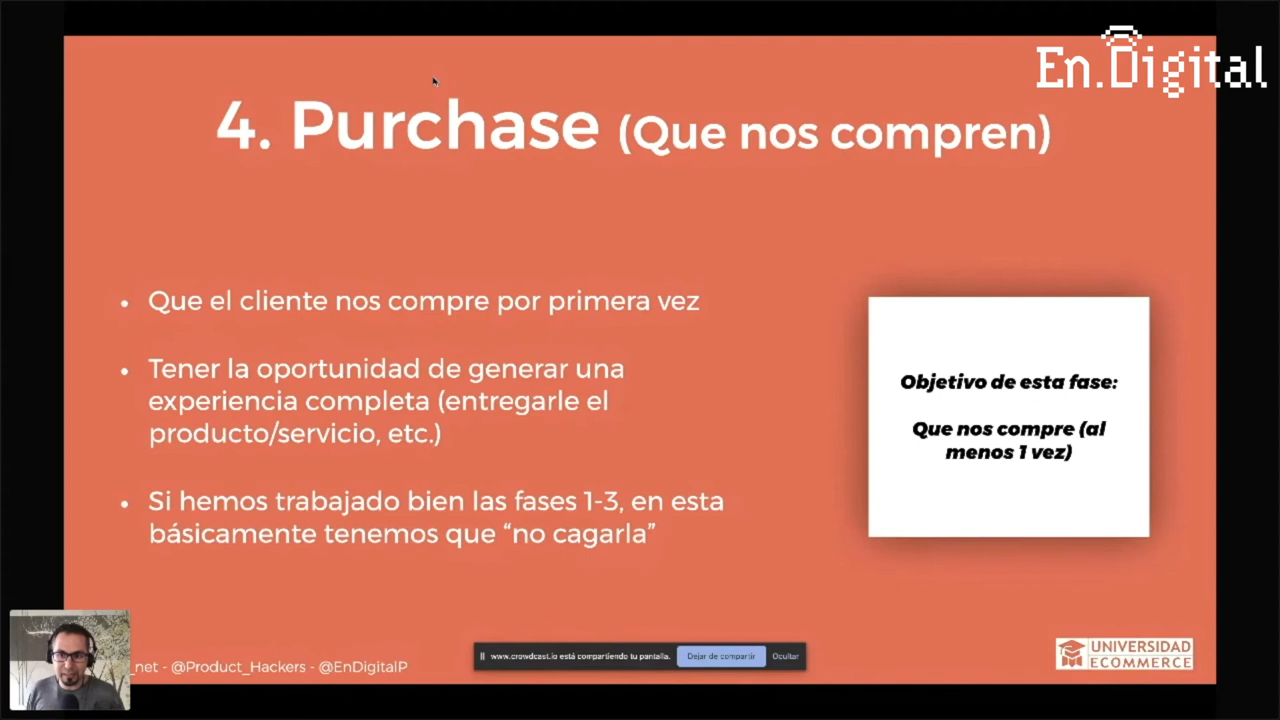 En.Digital
4. Purchase (Que nos compren)
• Que el cliente nos compre por primera vez
• Tener la oportunidad de generar una
experiencia completa (entregarle el
producto/servicio, etc.)
• Si hemos trabajado bien las fases 1-3, en esta
básicamente tenemos que “no cagarla”
Objetivo de esta fase:
Que nos compre (al
menos 1 vez)
_net - @Product_Hackers - @EnDigitalP
www.crowdcast.io está compartiendo tu pantalla. Dejar de compartir Ocultar
UNIVERSIDAD
ECOMMERCE